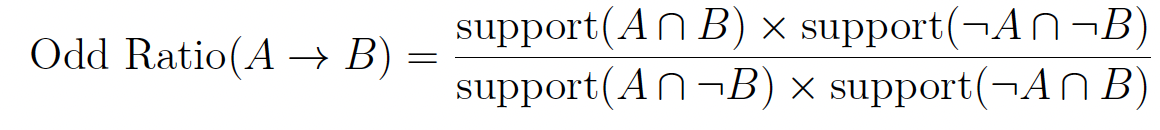 Odd Ratio(A → B) = support(A ∩ B) × support(¬A ∩ ¬B)
support(A ∩ ¬B) × support(¬A ∩ B)